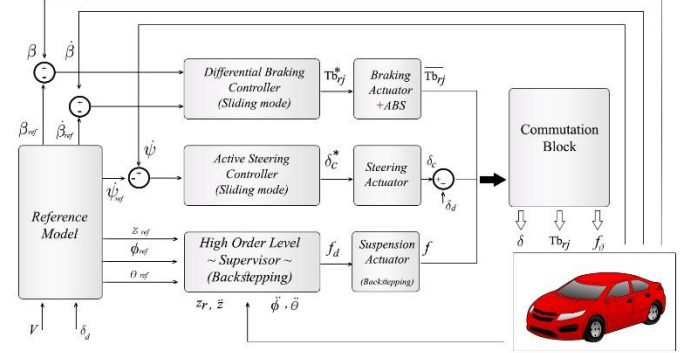 β
β̇
Differential Braking
Controller
(Sliding mode)
Tb*rj
Braking
Actuator
+ABS
T̅b̅rj
βref
β̇ref
ψ̇
Commutation
Block
Reference
Model
ψ̇ref
Active Steering
Controller
(Sliding mode)
δ*c
Steering
Actuator
δc
δd
z ref
ϕref
θ ref
High Order Level
~ Supervisor ~
(Backstepping)
fd
Suspension
Actuator
(Backstepping)
f
δ
Tbrj
fij
zr, z̈
ϕ̈ , θ̈
V
δd